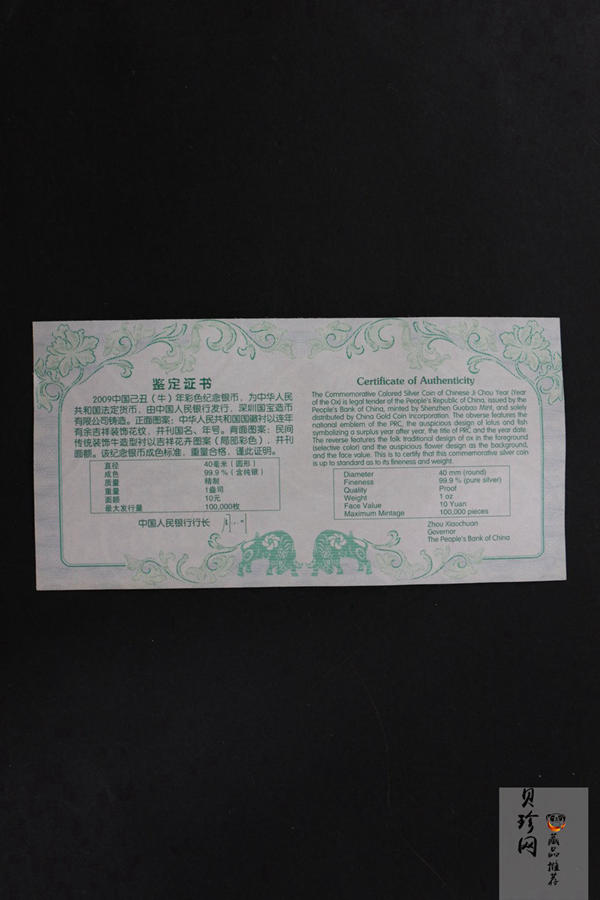 鉴定证书
2009中国己丑（牛）年彩色纪念银币，为中华人民
共和国法定货币，由中国人民银行发行，深圳国宝造币
有限公司铸造。正面图案：中华人民共和国国徽衬以连年
有余吉祥装饰花纹，并刊国名、年号。背面图案：民间
传统装饰牛造型衬以吉祥花卉图案（局部彩色），并刊
面额。该纪念银币成色标准，重量合格，谨此证明。
直径 40毫米（圆形）
成色 99.9%（含纯银）
质量 精制
重量 1盎司
面额 10元
最大发行量 100,000枚
中国人民银行行长
Certificate of Authenticity
The Commemorative Colored Silver Coin of Chinese Ji Chou Year (Year
of the Ox) is legal tender of the People's Republic of China, issued by the
People's Bank of China, minted by Shenzhen Guobao Mint, and solely
distributed by China Gold Coin Incorporation. The obverse features the
national emblem of the PRC, the auspicious design of lotus and fish
symbolizing a surplus year after year, the title of PRC, and the year date.
The reverse features the folk traditional design of ox in the foreground
(selective color) and the auspicious flower design as the background,
and the face value. This is to certify that this commemorative silver coin
is up to standard as to its fineness and weight.
Diameter 40 mm (round)
Fineness 99.9 % (pure silver)
Quality Proof
Weight 1 oz
Face Value 10 Yuan
Maximum Mintage 100,000 pieces
Zhou Xiaochuan
Governor
The People's Bank of China
贝珍网
藏品推荐